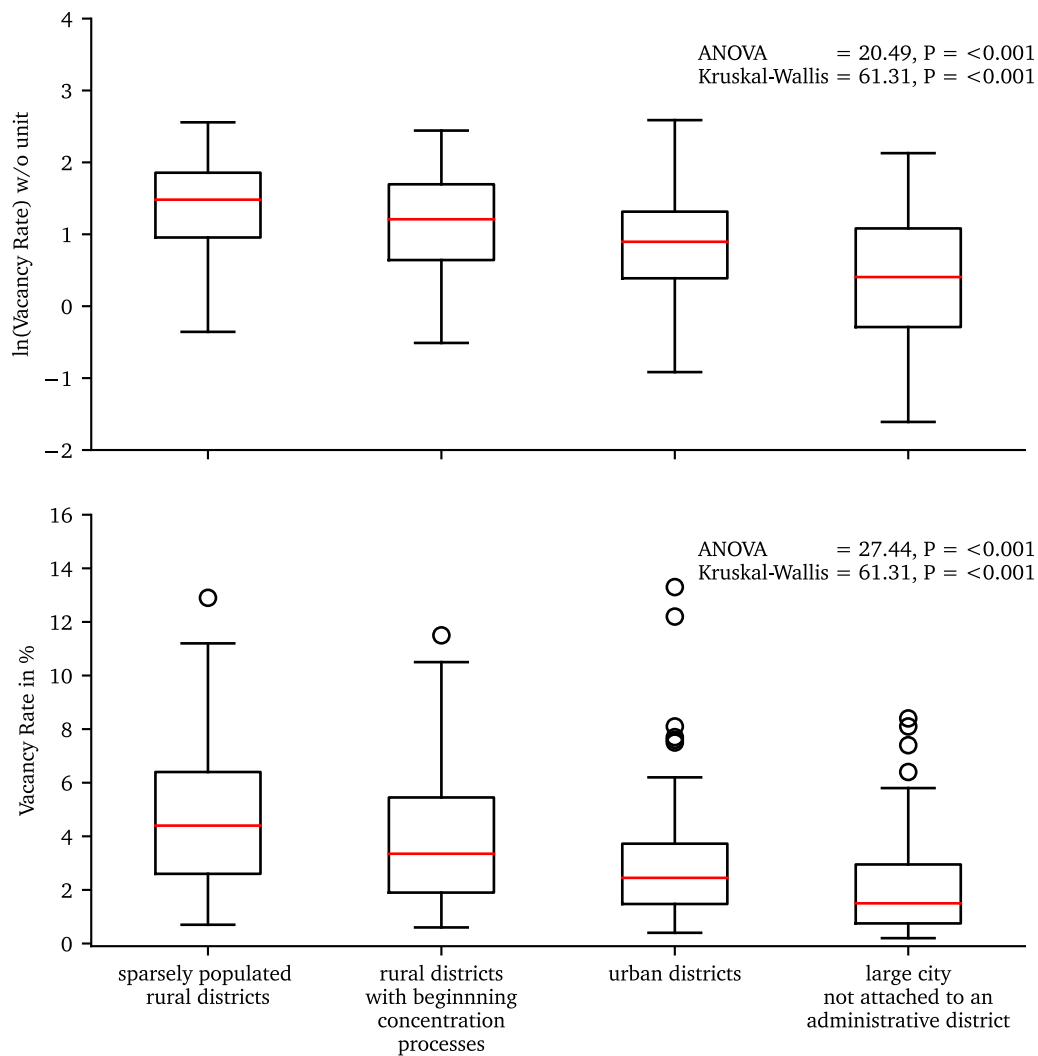 4
3
2
1
0
−1
−2
ln(Vacancy Rate) w/o unit
ANOVA = 20.49, P = <0.001
Kruskal-Wallis = 61.31, P = <0.001
16
14
12
10
8
6
4
2
0
Vacancy Rate in %
ANOVA = 27.44, P = <0.001
Kruskal-Wallis = 61.31, P = <0.001
sparsely populated
rural districts
rural districts
with beginnning
concentration
processes
urban districts
large city
not attached to an
administrative district